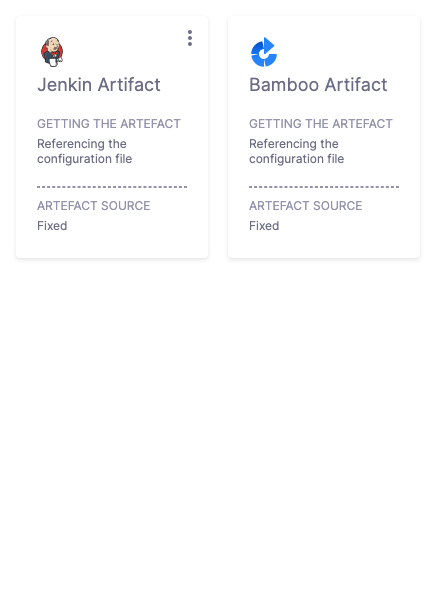 Jenkin Artifact
GETTING THE ARTEFACT
Referencing the
configuration file
ARTEFACT SOURCE
Fixed
Bamboo Artifact
GETTING THE ARTEFACT
Referencing the
configuration file
ARTEFACT SOURCE
Fixed